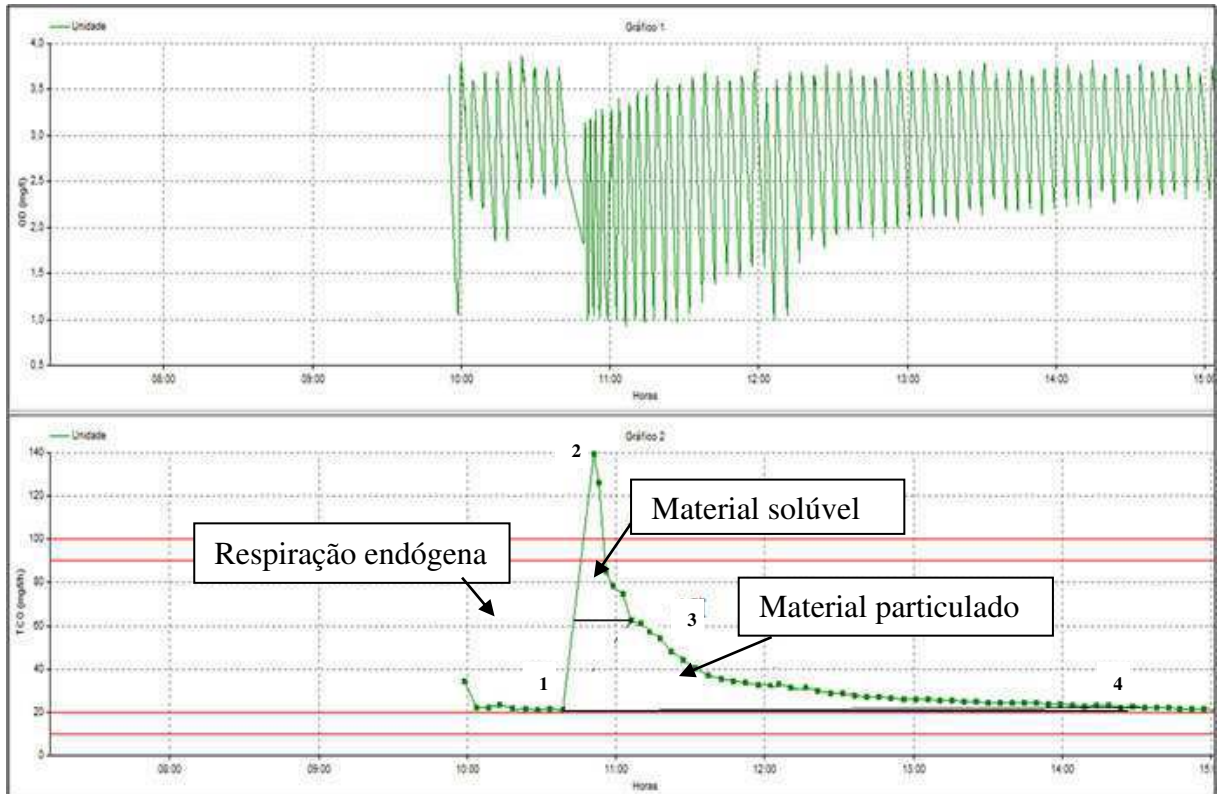 Unidade
Gráfico 1
4,0
3,5
3,0
2,5
2,0
1,5
1,0
0,5
OD (mg/l)
08:00 09:00 10:00 11:00 12:00 13:00 14:00 15:00
Horas
Unidade
Gráfico 2
140
120
100
80
60
40
20
0
TCO (mg/l/h)
2
Material solúvel
Respiração endógena
3
Material particulado
1
4
08:00 09:00 10:00 11:00 12:00 13:00 14:00 15:0
Horas